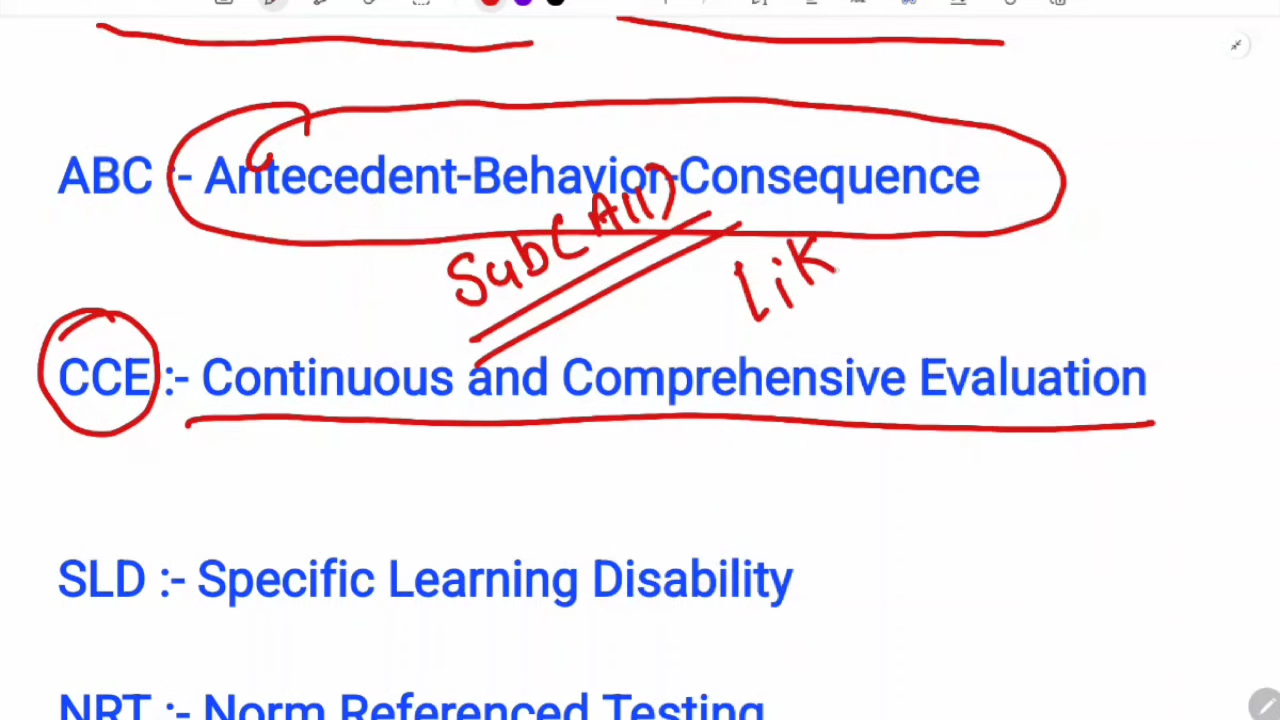 ABC :- Antecedent-Behavior-Consequence
Sub(All)
Lik
CCE :- Continuous and Comprehensive Evaluation
SLD :- Specific Learning Disability
NRT :- Norm Referenced Testing